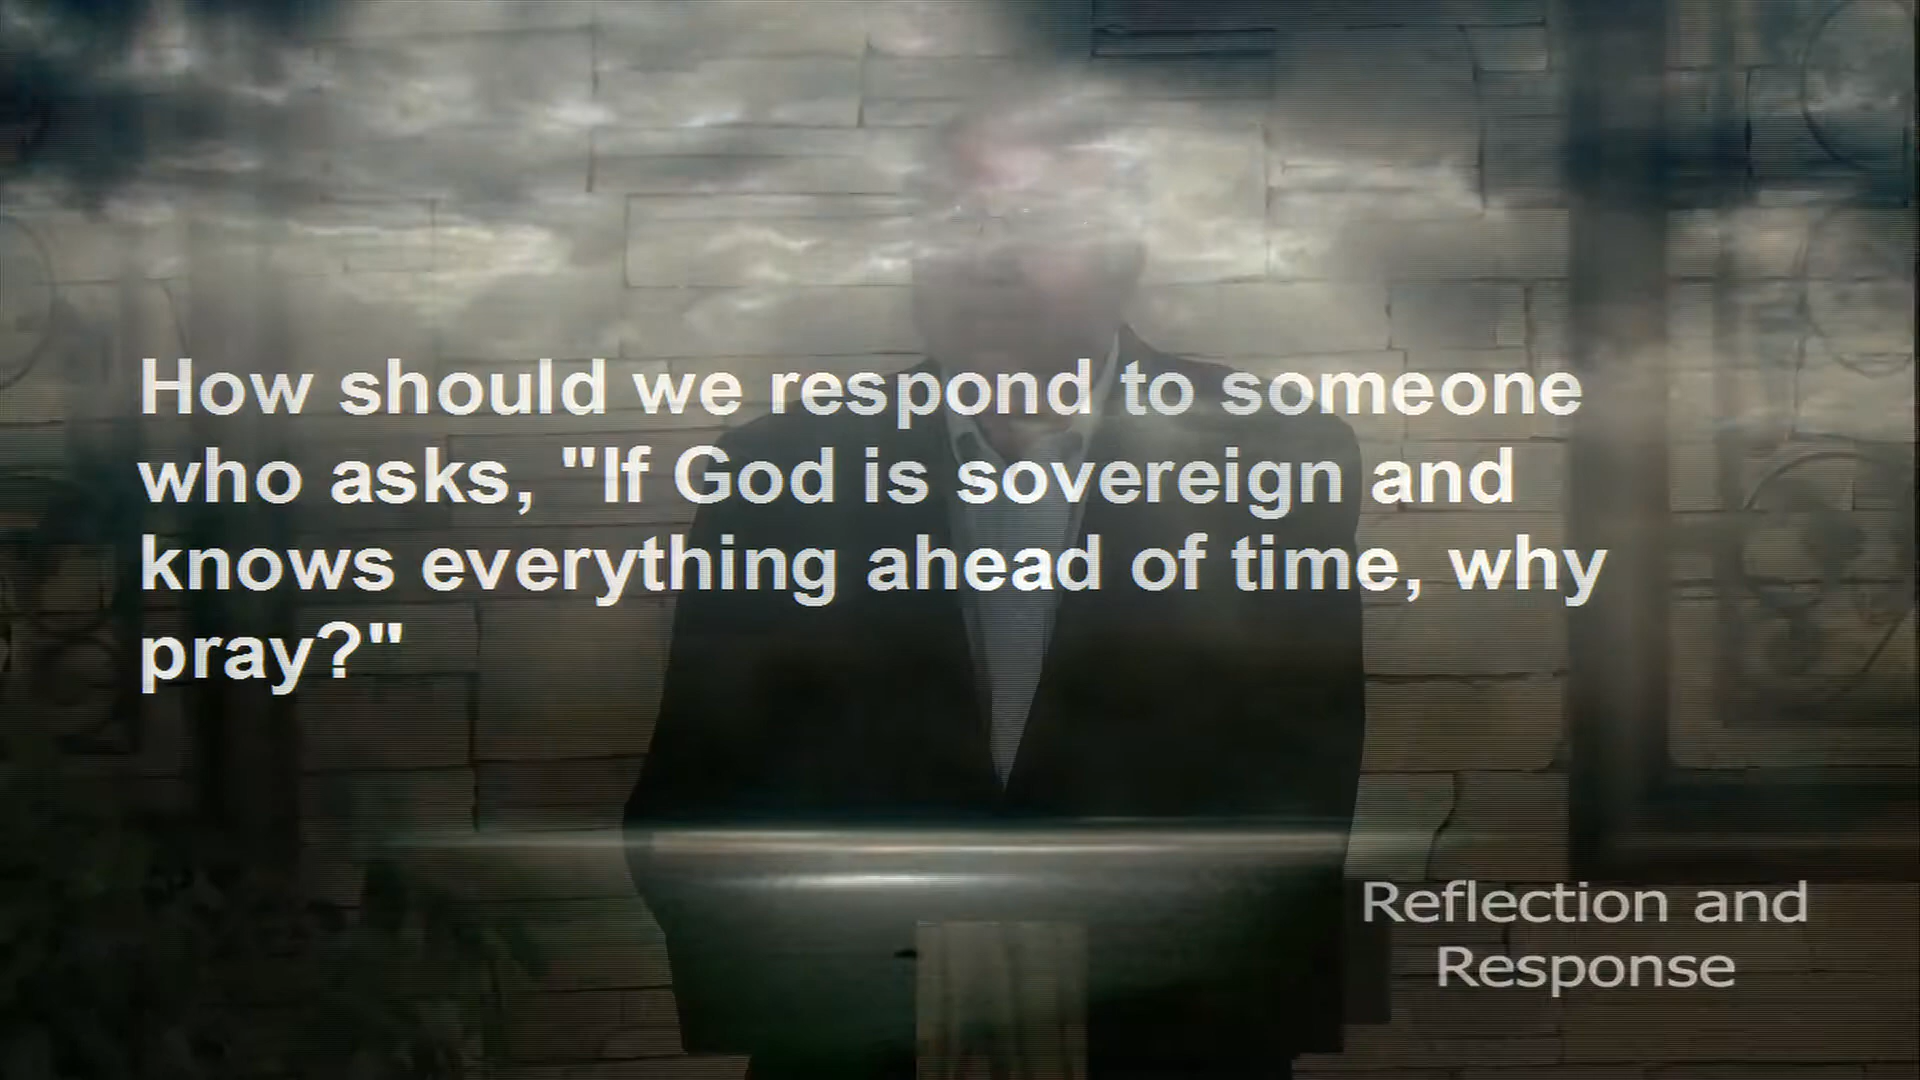 How should we respond to someone
who asks, "If God is sovereign and
knows everything ahead of time, why
pray?"
Reflection and
Response